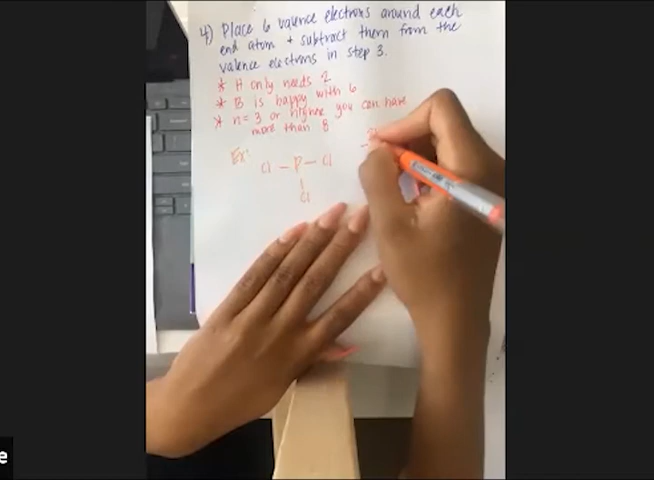 4) Place 6 valence electrons around each
end atom + subtract them from the
valence electrons in step 3.
* H only needs 2
* B is happy with 6
* n=3 or higher you can have
more than 8
Ex:
Cl — P — Cl
Cl
e